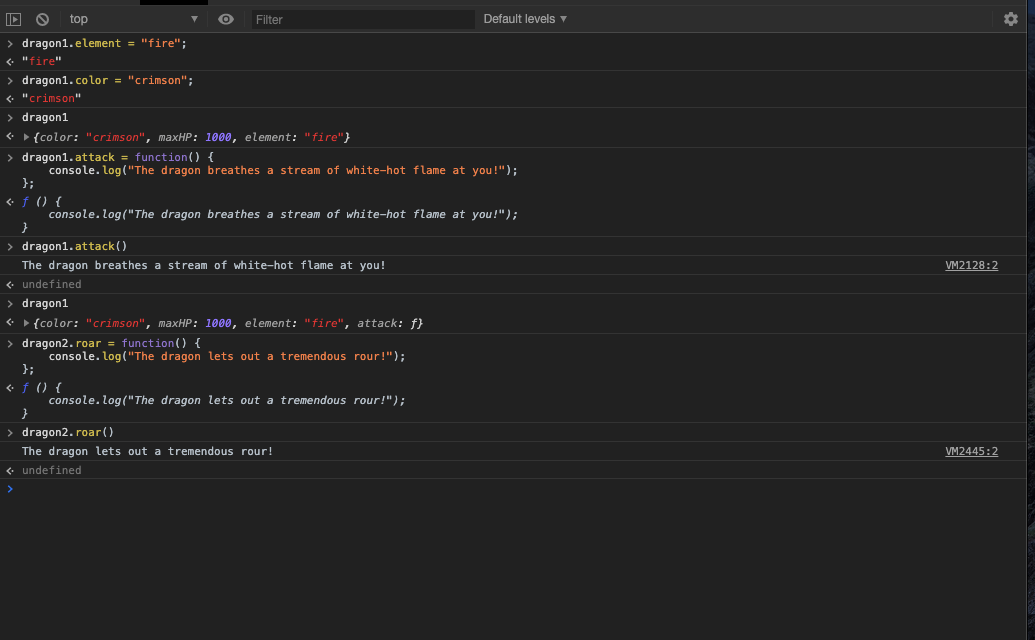 top ▼ Filter Default levels ▼
> dragon1.element = "fire";
<· "fire"
> dragon1.color = "crimson";
<· "crimson"
> dragon1
<· ▶{color: "crimson", maxHP: 1000, element: "fire"}
> dragon1.attack = function() {
console.log("The dragon breathes a stream of white-hot flame at you!");
};
<· ƒ () {
console.log("The dragon breathes a stream of white-hot flame at you!");
}
> dragon1.attack()
The dragon breathes a stream of white-hot flame at you! VM2128:2
<· undefined
> dragon1
<· ▶{color: "crimson", maxHP: 1000, element: "fire", attack: ƒ}
> dragon2.roar = function() {
console.log("The dragon lets out a tremendous rour!");
};
<· ƒ () {
console.log("The dragon lets out a tremendous rour!");
}
> dragon2.roar()
The dragon lets out a tremendous rour! VM2445:2
<· undefined
>